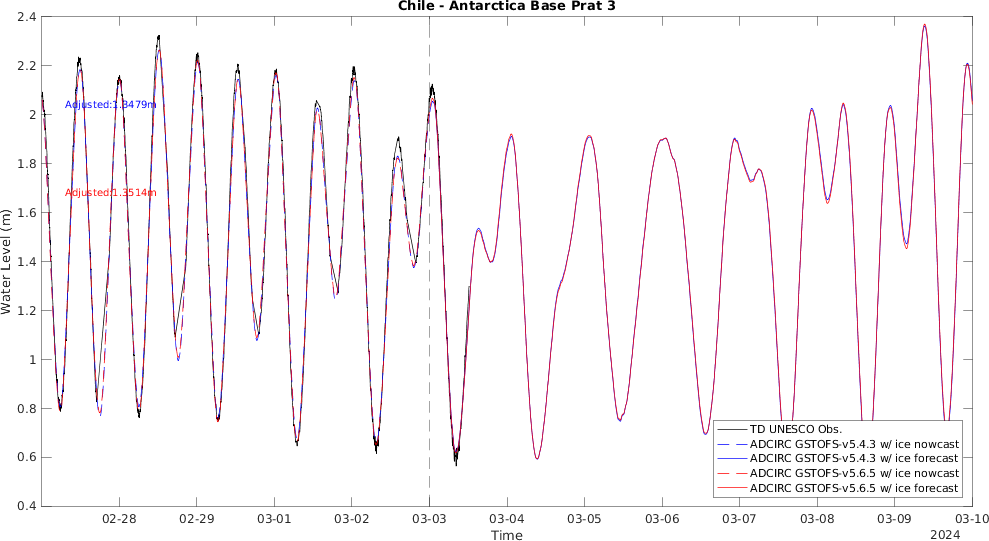 Chile - Antarctica Base Prat 3
2.4
2.2
2
1.8
1.6
1.4
1.2
1
0.8
0.6
0.4
Water Level (m)
Adjusted:1.3479m
Adjusted:1.3514m
TD UNESCO Obs.
ADCIRC GSTOFS-v5.4.3 w/ ice nowcast
ADCIRC GSTOFS-v5.4.3 w/ ice forecast
ADCIRC GSTOFS-v5.6.5 w/ ice nowcast
ADCIRC GSTOFS-v5.6.5 w/ ice forecast
02-28 02-29 03-01 03-02 03-03 03-04 03-05 03-06 03-07 03-08 03-09 03-10
Time
2024